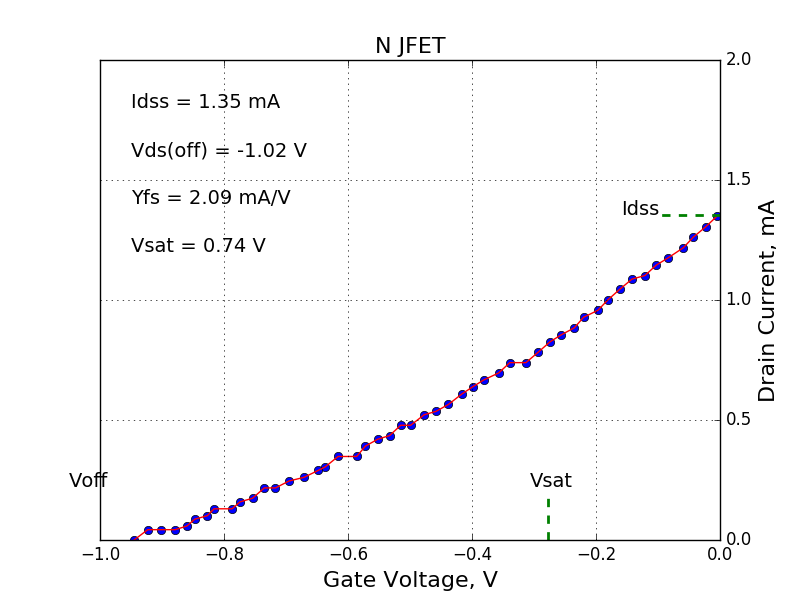 N JFET
2.0
Idss = 1.35 mA
Vds(off) = -1.02 V
1.5
Yfs = 2.09 mA/V
Idss
Vsat = 0.74 V
1.0
Drain Current, mA
0.5
Voff
Vsat
0.0
−1.0 −0.8 −0.6 −0.4 −0.2 0.0
Gate Voltage, V